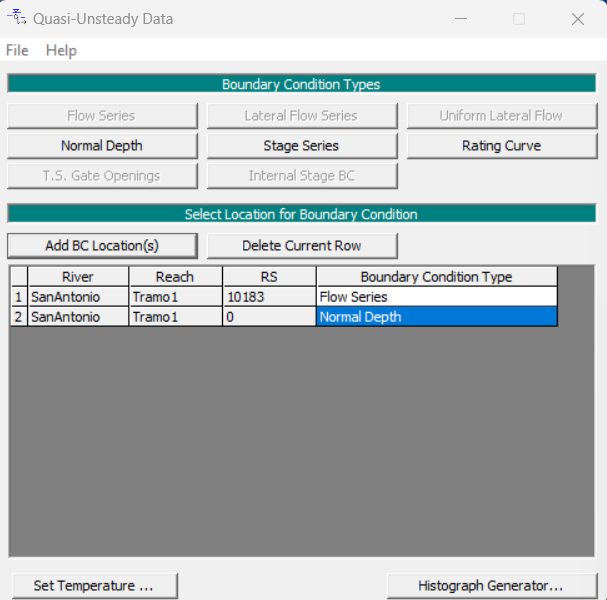 Quasi-Unsteady Data
File Help
Boundary Condition Types
Flow Series Lateral Flow Series Uniform Lateral Flow
Normal Depth Stage Series Rating Curve
T.S. Gate Openings Internal Stage BC
Select Location for Boundary Condition
Add BC Location(s) Delete Current Row
River Reach RS Boundary Condition Type
1 SanAntonio Tramo1 10183 Flow Series
2 SanAntonio Tramo1 0 Normal Depth
Set Temperature ... Histograph Generator...